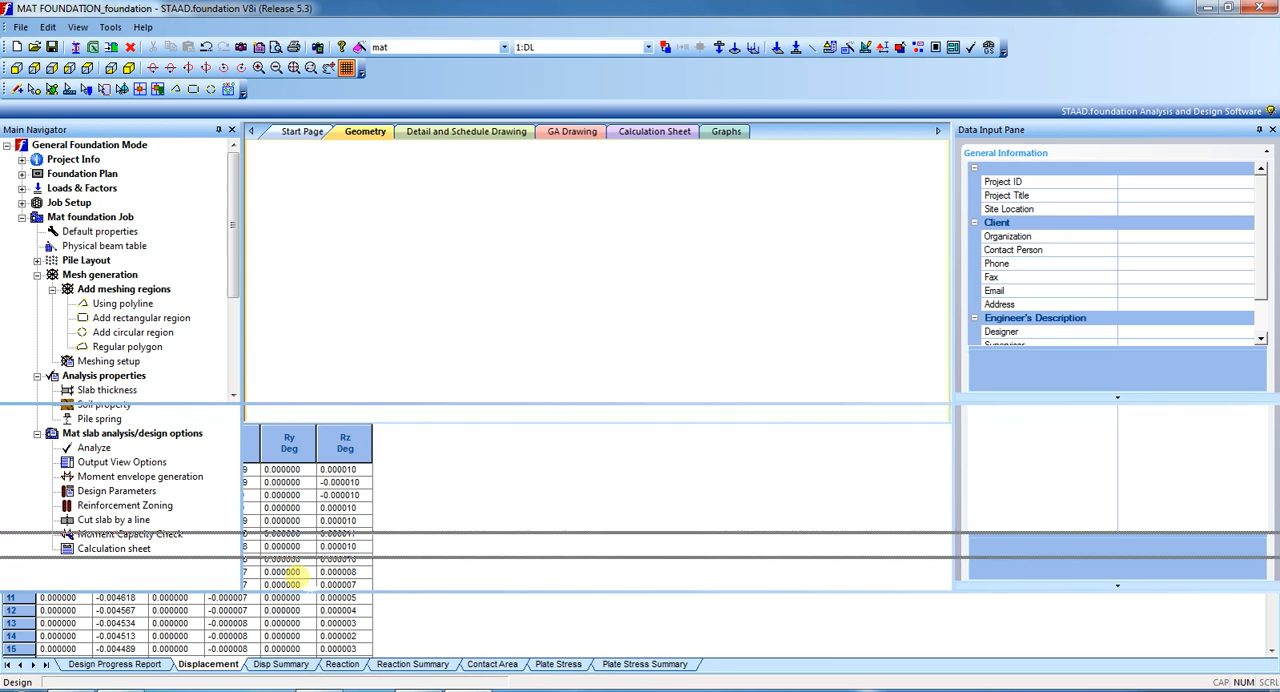 MAT FOUNDATION_foundation - STAAD.foundation V8i (Release 5.3)
File Edit View Tools Help
mat 1:DL
STAAD.foundation Analysis and Design Software
Main Navigator
Start Page Geometry Detail and Schedule Drawing GA Drawing Calculation Sheet Graphs
Data Input Pane
General Foundation Mode
Project Info
Foundation Plan
Loads & Factors
Job Setup
Mat foundation Job
Default properties
Physical beam table
Pile Layout
Mesh generation
Add meshing regions
Using polyline
Add rectangular region
Add circular region
Regular polygon
Meshing setup
Analysis properties
Slab thickness
Soil property
Pile spring
Mat slab analysis/design options
Analyze
Output View Options
Moment envelope generation
Design Parameters
Reinforcement Zoning
Cut slab by a line
Moment Capacity Check
Calculation sheet
General Information
Project ID
Project Title
Site Location
Client
Organization
Contact Person
Phone
Fax
Email
Address
Engineer's Description
Designer
Supervisor
Ry Deg Rz Deg
9 0.000000 0.000010
9 0.000000 -0.000010
0.000000 -0.000010
0.000000 0.000010
9 0.000000 0.000010
8 0.000000 0.000010
7 0.000000 0.000008
7 0.000000 0.000007
11 0.000000 -0.004618 0.000000 -0.000007 0.000000 0.000005
12 0.000000 -0.004567 0.000000 -0.000007 0.000000 0.000004
13 0.000000 -0.004534 0.000000 -0.000008 0.000000 0.000003
14 0.000000 -0.004513 0.000000 -0.000008 0.000000 0.000002
15 0.000000 -0.004498 0.000000 -0.000008 0.000000 0.000003
Design Progress Report Displacement Disp Summary Reaction Reaction Summary Contact Area Plate Stress Plate Stress Summary
Design
CAP NUM SCRL